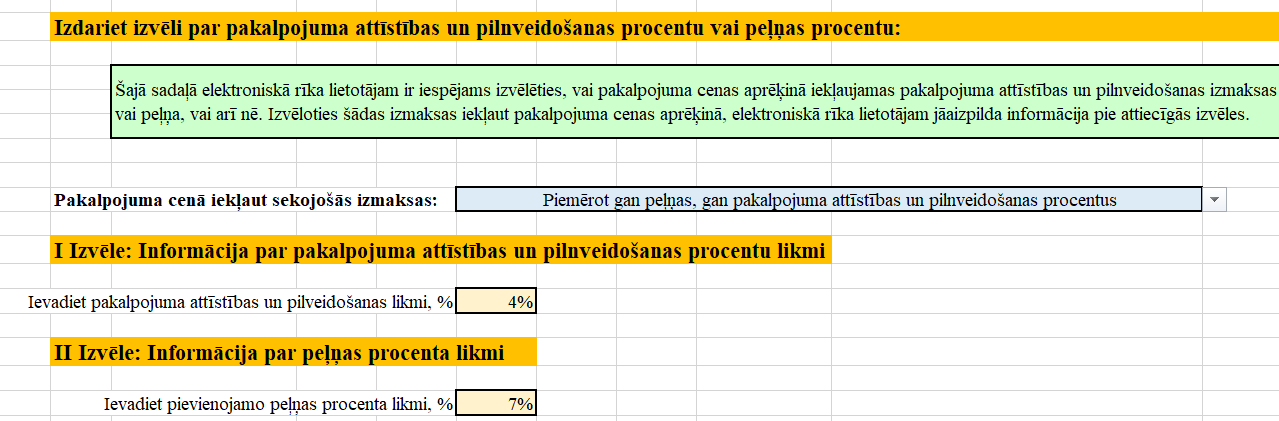 Izdariet izvēli par pakalpojuma attīstības un pilnveidošanas procentu vai peļņas procentu:
Šajā sadaļā elektroniskā rīka lietotājam ir iespējams izvēlēties, vai pakalpojuma cenas aprēķinā iekļaujamas pakalpojuma attīstības un pilnveidošanas izmaksas
vai peļņa, vai arī nē. Izvēloties šādas izmaksas iekļaut pakalpojuma cenas aprēķinā, elektroniskā rīka lietotājam jāaizpilda informācija pie attiecīgās izvēles.
Pakalpojuma cenā iekļaut sekojošās izmaksas: Piemērot gan peļņas, gan pakalpojuma attīstības un pilnveidošanas procentus
I Izvēle: Informācija par pakalpojuma attīstības un pilnveidošanas procentu likmi
Ievadiet pakalpojuma attīstības un pilveidošanas likmi, % 4%
II Izvēle: Informācija par peļņas procenta likmi
Ievadiet pievienojamo peļņas procenta likmi, % 7%